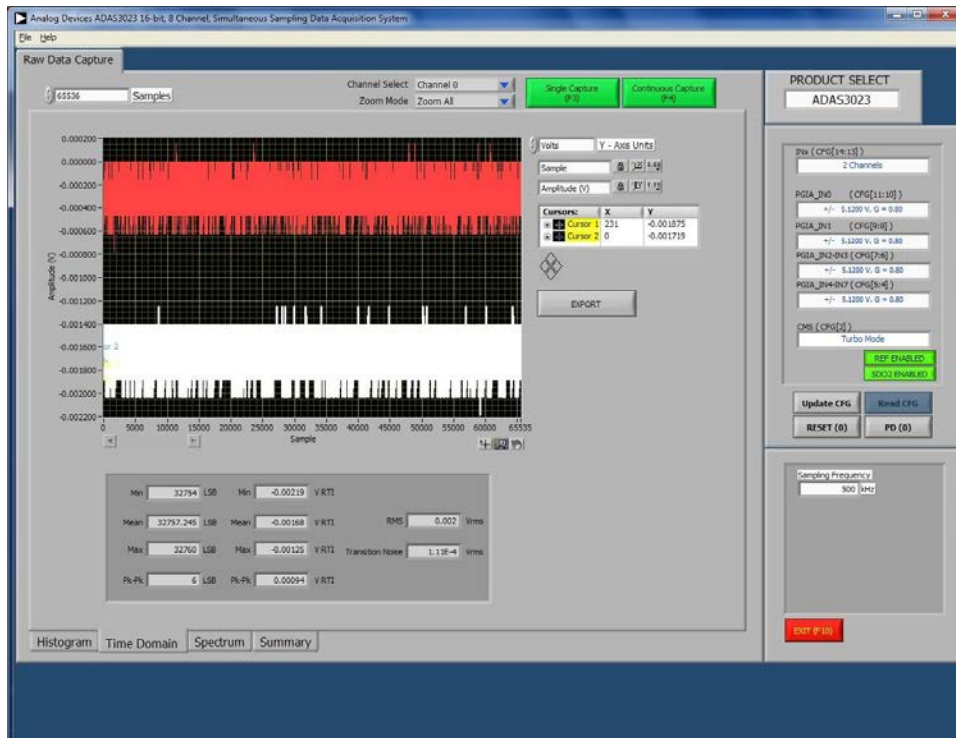 Analog Devices ADAS3023 16-bit, 8 Channel, Simultaneous Sampling Data Acquisition System
File Help
Raw Data Capture
65536 Samples
Channel Select Channel 0
Zoom Mode Zoom All
Single Capture (F3)
Continuous Capture (F4)
PRODUCT SELECT
ADAS3023
Volts Y - Axis Units
Sample
Amplitude (V)
Cursors: X Y
Cursor 1 231 -0.001875
Cursor 2 0 -0.001719
EXPORT
Amplitude (V)
0.000200
0.000000
-0.000200
-0.000400
-0.000600
-0.000800
-0.001000
-0.001200
-0.001400
-0.001600
-0.001800
-0.002000
-0.002200
or 2
0 5000 10000 15000 20000 25000 30000 35000 40000 45000 50000 55000 60000 65535
Sample
INx ( CFG[14:13] )
2 Channels
PGIA_IN0 ( CFG[11:10] )
+/- 5.1200 V, G = 0.80
PGIA_IN1 ( CFG[9:8] )
+/- 5.1200 V, G = 0.80
PGIA_IN2-IN3 ( CFG[7:6] )
+/- 5.1200 V, G = 0.80
PGIA_IN4-IN7 ( CFG[5:4] )
+/- 5.1200 V, G = 0.80
CMS ( CFG[2] )
Turbo Mode
REF ENABLED
SDO2 ENABLED
Update CFG Read CFG
RESET (0) PD (0)
Sampling Frequency
500 kHz
EXIT (F10)
Min 32754 LSB Min -0.00219 V RTI
Mean 32757.245 LSB Mean -0.00168 V RTI RMS 0.002 Vrms
Max 32760 LSB Max -0.00125 V RTI Transition Noise 1.11E-4 Vrms
Pk-Pk 6 LSB Pk-Pk 0.00094 V RTI
Histogram Time Domain Spectrum Summary